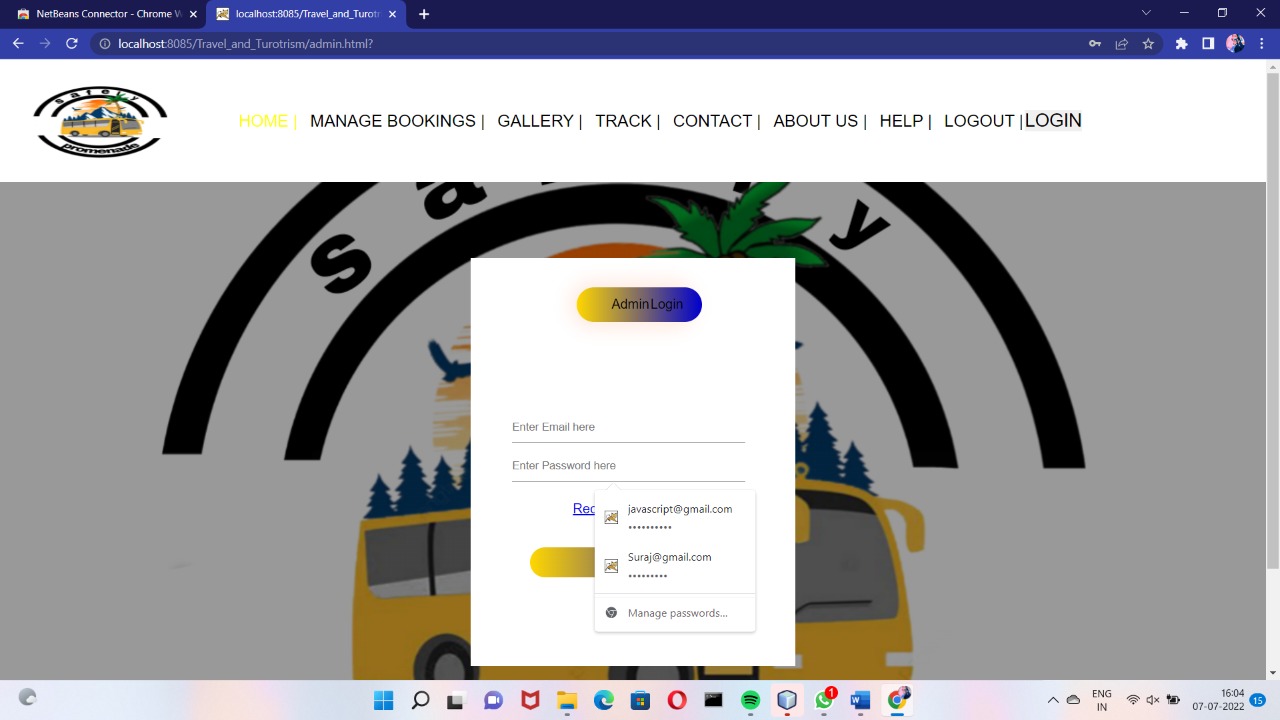 NetBeans Connector - Chrome W
localhost:8085/Travel_and_Turotri
localhost:8085/Travel_and_Turotrism/admin.html?
safety
promenade
HOME | MANAGE BOOKINGS | GALLERY | TRACK | CONTACT | ABOUT US | HELP | LOGOUT |LOGIN
sa y
Admin Login
Enter Email here
Enter Password here
Rec
javascript@gmail.com
••••••••••
Suraj@gmail.com
•••••••••
Manage passwords...
1
ENG
IN
16:04
07-07-2022
15